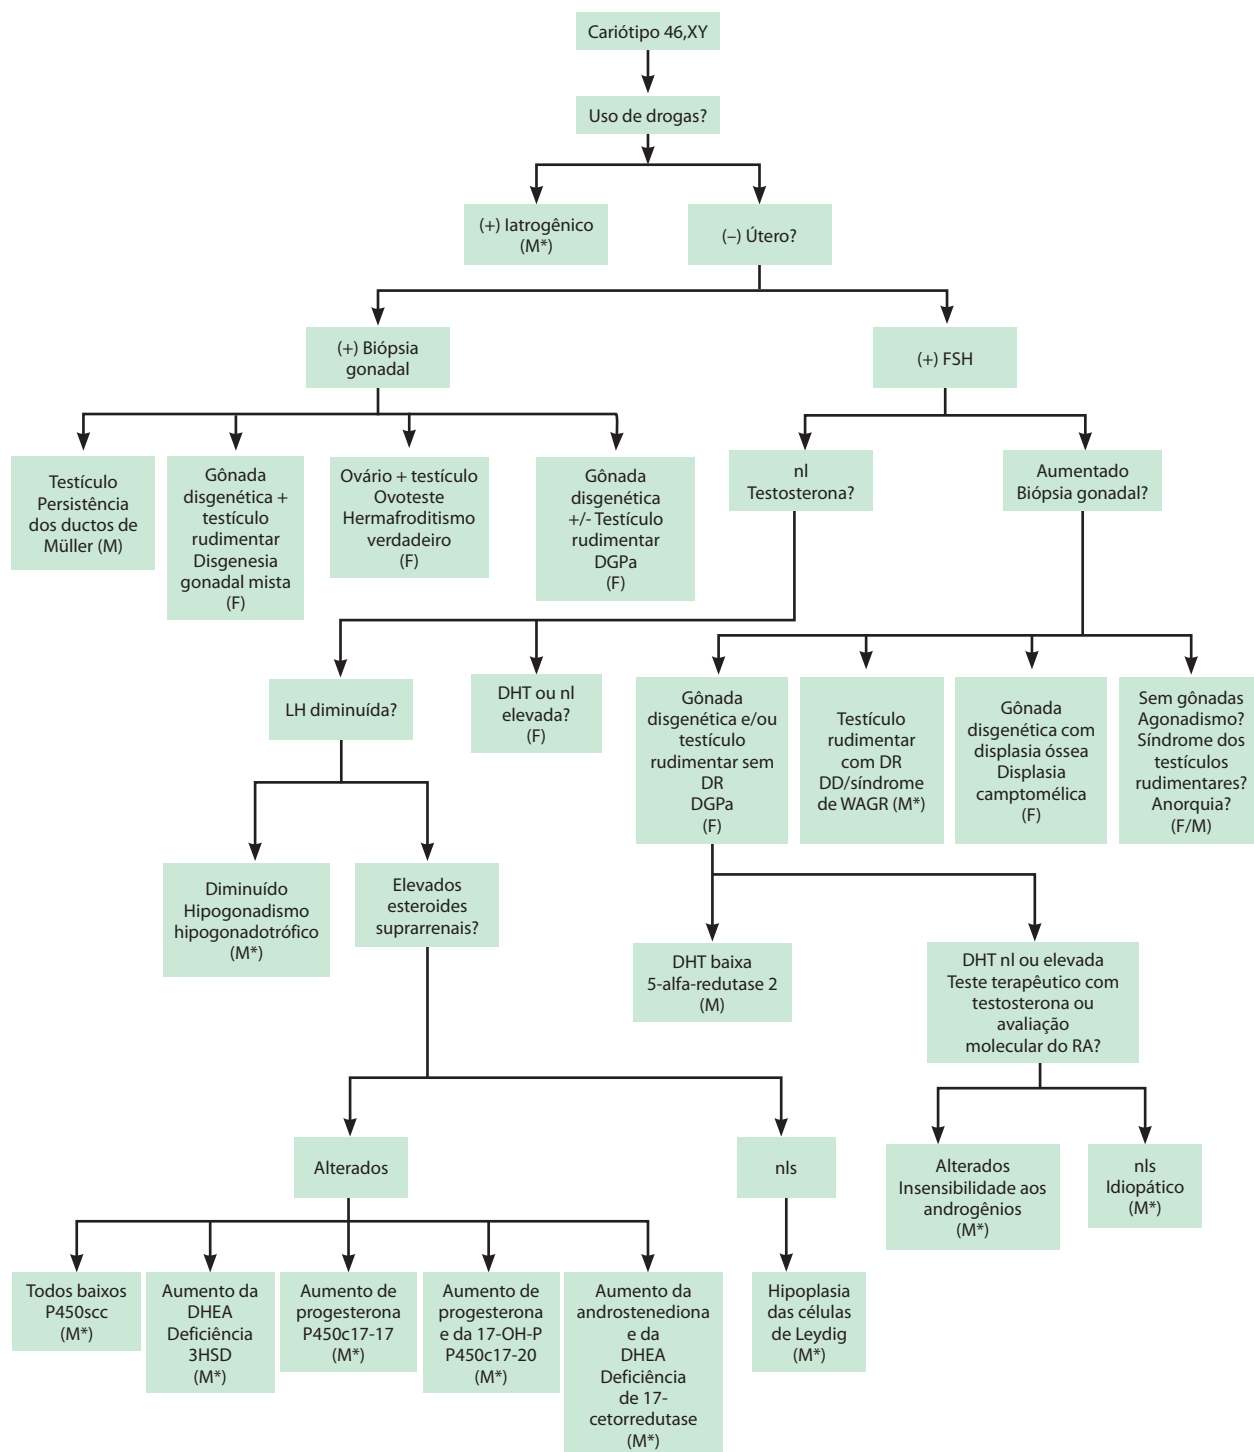 Cariótipo 46,XY
Uso de drogas?
(+) Iatrogênico
(M*)
(–) Útero?
(+) Biópsia
gonadal
(+) FSH
Testículo
Persistência
dos ductos de
Müller (M)
Gônada
disgenética +
testículo
rudimentar
Disgenesia
gonadal mista
(F)
Ovário + testículo
Ovoteste
Hermafroditismo
verdadeiro
(F)
Gônada
disgenética
+/- Testículo
rudimentar
DGPa
(F)
nl
Testosterona?
Aumentado
Biópsia gonadal?
LH diminuída?
DHT ou nl
elevada?
(F)
Gônada
disgenética e/ou
testículo
rudimentar sem
DR
DGPa
(F)
Testículo
rudimentar
com DR
DD/síndrome
de WAGR (M*)
Gônada
disgenética com
displasia óssea
Displasia
camptomélica
(F)
Sem gônadas
Agonadismo?
Síndrome dos
testículos
rudimentares?
Anorquia?
(F/M)
Diminuído
Hipogonadismo
hipogonadotrófico
(M*)
Elevados
esteroides
suprarrenais?
DHT baixa
5-alfa-redutase 2
(M)
DHT nl ou elevada
Teste terapêutico com
testosterona ou
avaliação
molecular do RA?
Alterados
nls
Alterados
Insensibilidade aos
androgênios
(M*)
nls
Idiopático
(M*)
Todos baixos
P450scc
(M*)
Aumento da
DHEA
Deficiência
3HSD
(M*)
Aumento de
progesterona
P450c17-17
(M*)
Aumento de
progesterona
e da 17-OH-P
P450c17-20
(M*)
Aumento da
androstenediona
e da
DHEA
Deficiência
de 17-
cetorredutase
(M*)
Hipoplasia
das células
de Leydig
(M*)